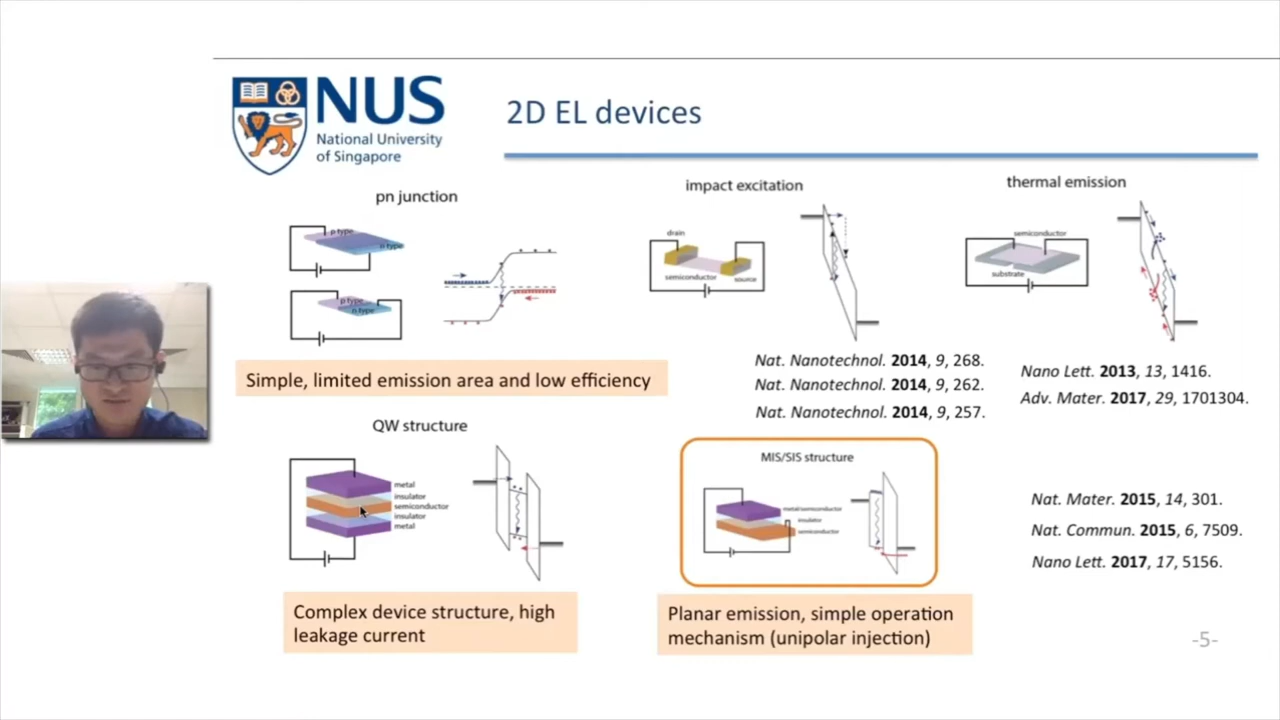 NUS
National University
of Singapore
2D EL devices
pn junction
p type
n type
p type
n type
Simple, limited emission area and low efficiency
impact excitation
drain
semiconductor
source
thermal emission
semiconductor
substrate
Nat. Nanotechnol. 2014, 9, 268.
Nat. Nanotechnol. 2014, 9, 262.
Nat. Nanotechnol. 2014, 9, 257.
Nano Lett. 2013, 13, 1416.
Adv. Mater. 2017, 29, 1701304.
QW structure
metal
insulator
semiconductor
insulator
metal
Complex device structure, high
leakage current
MIS/SIS structure
metal/semiconductor
insulator
semiconductor
Planar emission, simple operation
mechanism (unipolar injection)
Nat. Mater. 2015, 14, 301.
Nat. Commun. 2015, 6, 7509.
Nano Lett. 2017, 17, 5156.
-5-